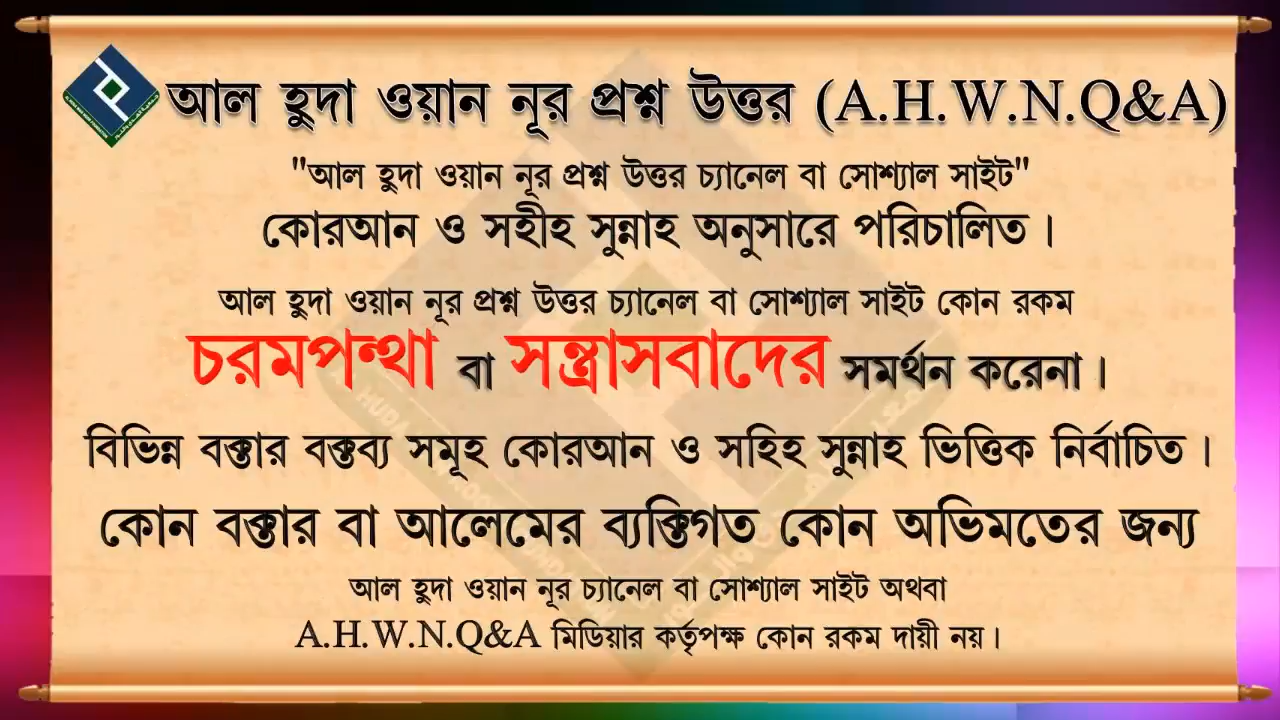 আল হুদা ওয়ান নূর প্রশ্ন উত্তর (A.H.W.N.Q&A)
"আল হুদা ওয়ান নূর প্রশ্ন উত্তর চ্যানেল বা সোশ্যাল সাইট"
কোরআন ও সহীহ সুন্নাহ অনুসারে পরিচালিত।
আল হুদা ওয়ান নূর প্রশ্ন উত্তর চ্যানেল বা সোশ্যাল সাইট কোন রকম
চরমপন্থা বা সন্ত্রাসবাদের সমর্থন করেনা।
বিভিন্ন বক্তার বক্তব্য সমূহ কোরআন ও সহিহ সুন্নাহ ভিত্তিক নির্বাচিত।
কোন বক্তার বা আলেমের ব্যক্তিগত কোন অভিমতের জন্য
আল হুদা ওয়ান নূর চ্যানেল বা সোশ্যাল সাইট অথবা
A.H.W.N.Q&A মিডিয়ার কর্তৃপক্ষ কোন রকম দায়ী নয়।